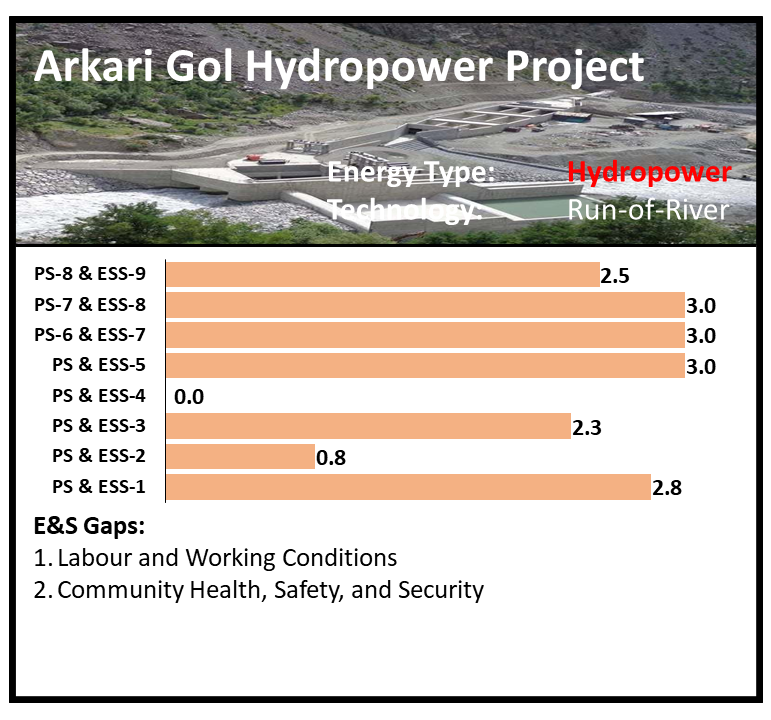 Arkari Gol Hydropower Project
Energy Type: Hydropower
Technology: Run-of-River
PS-8 & ESS-9 2.5
PS-7 & ESS-8 3.0
PS-6 & ESS-7 3.0
PS & ESS-5 3.0
PS & ESS-4 0.0
PS & ESS-3 2.3
PS & ESS-2 0.8
PS & ESS-1 2.8
E&S Gaps:
1. Labour and Working Conditions
2. Community Health, Safety, and Security